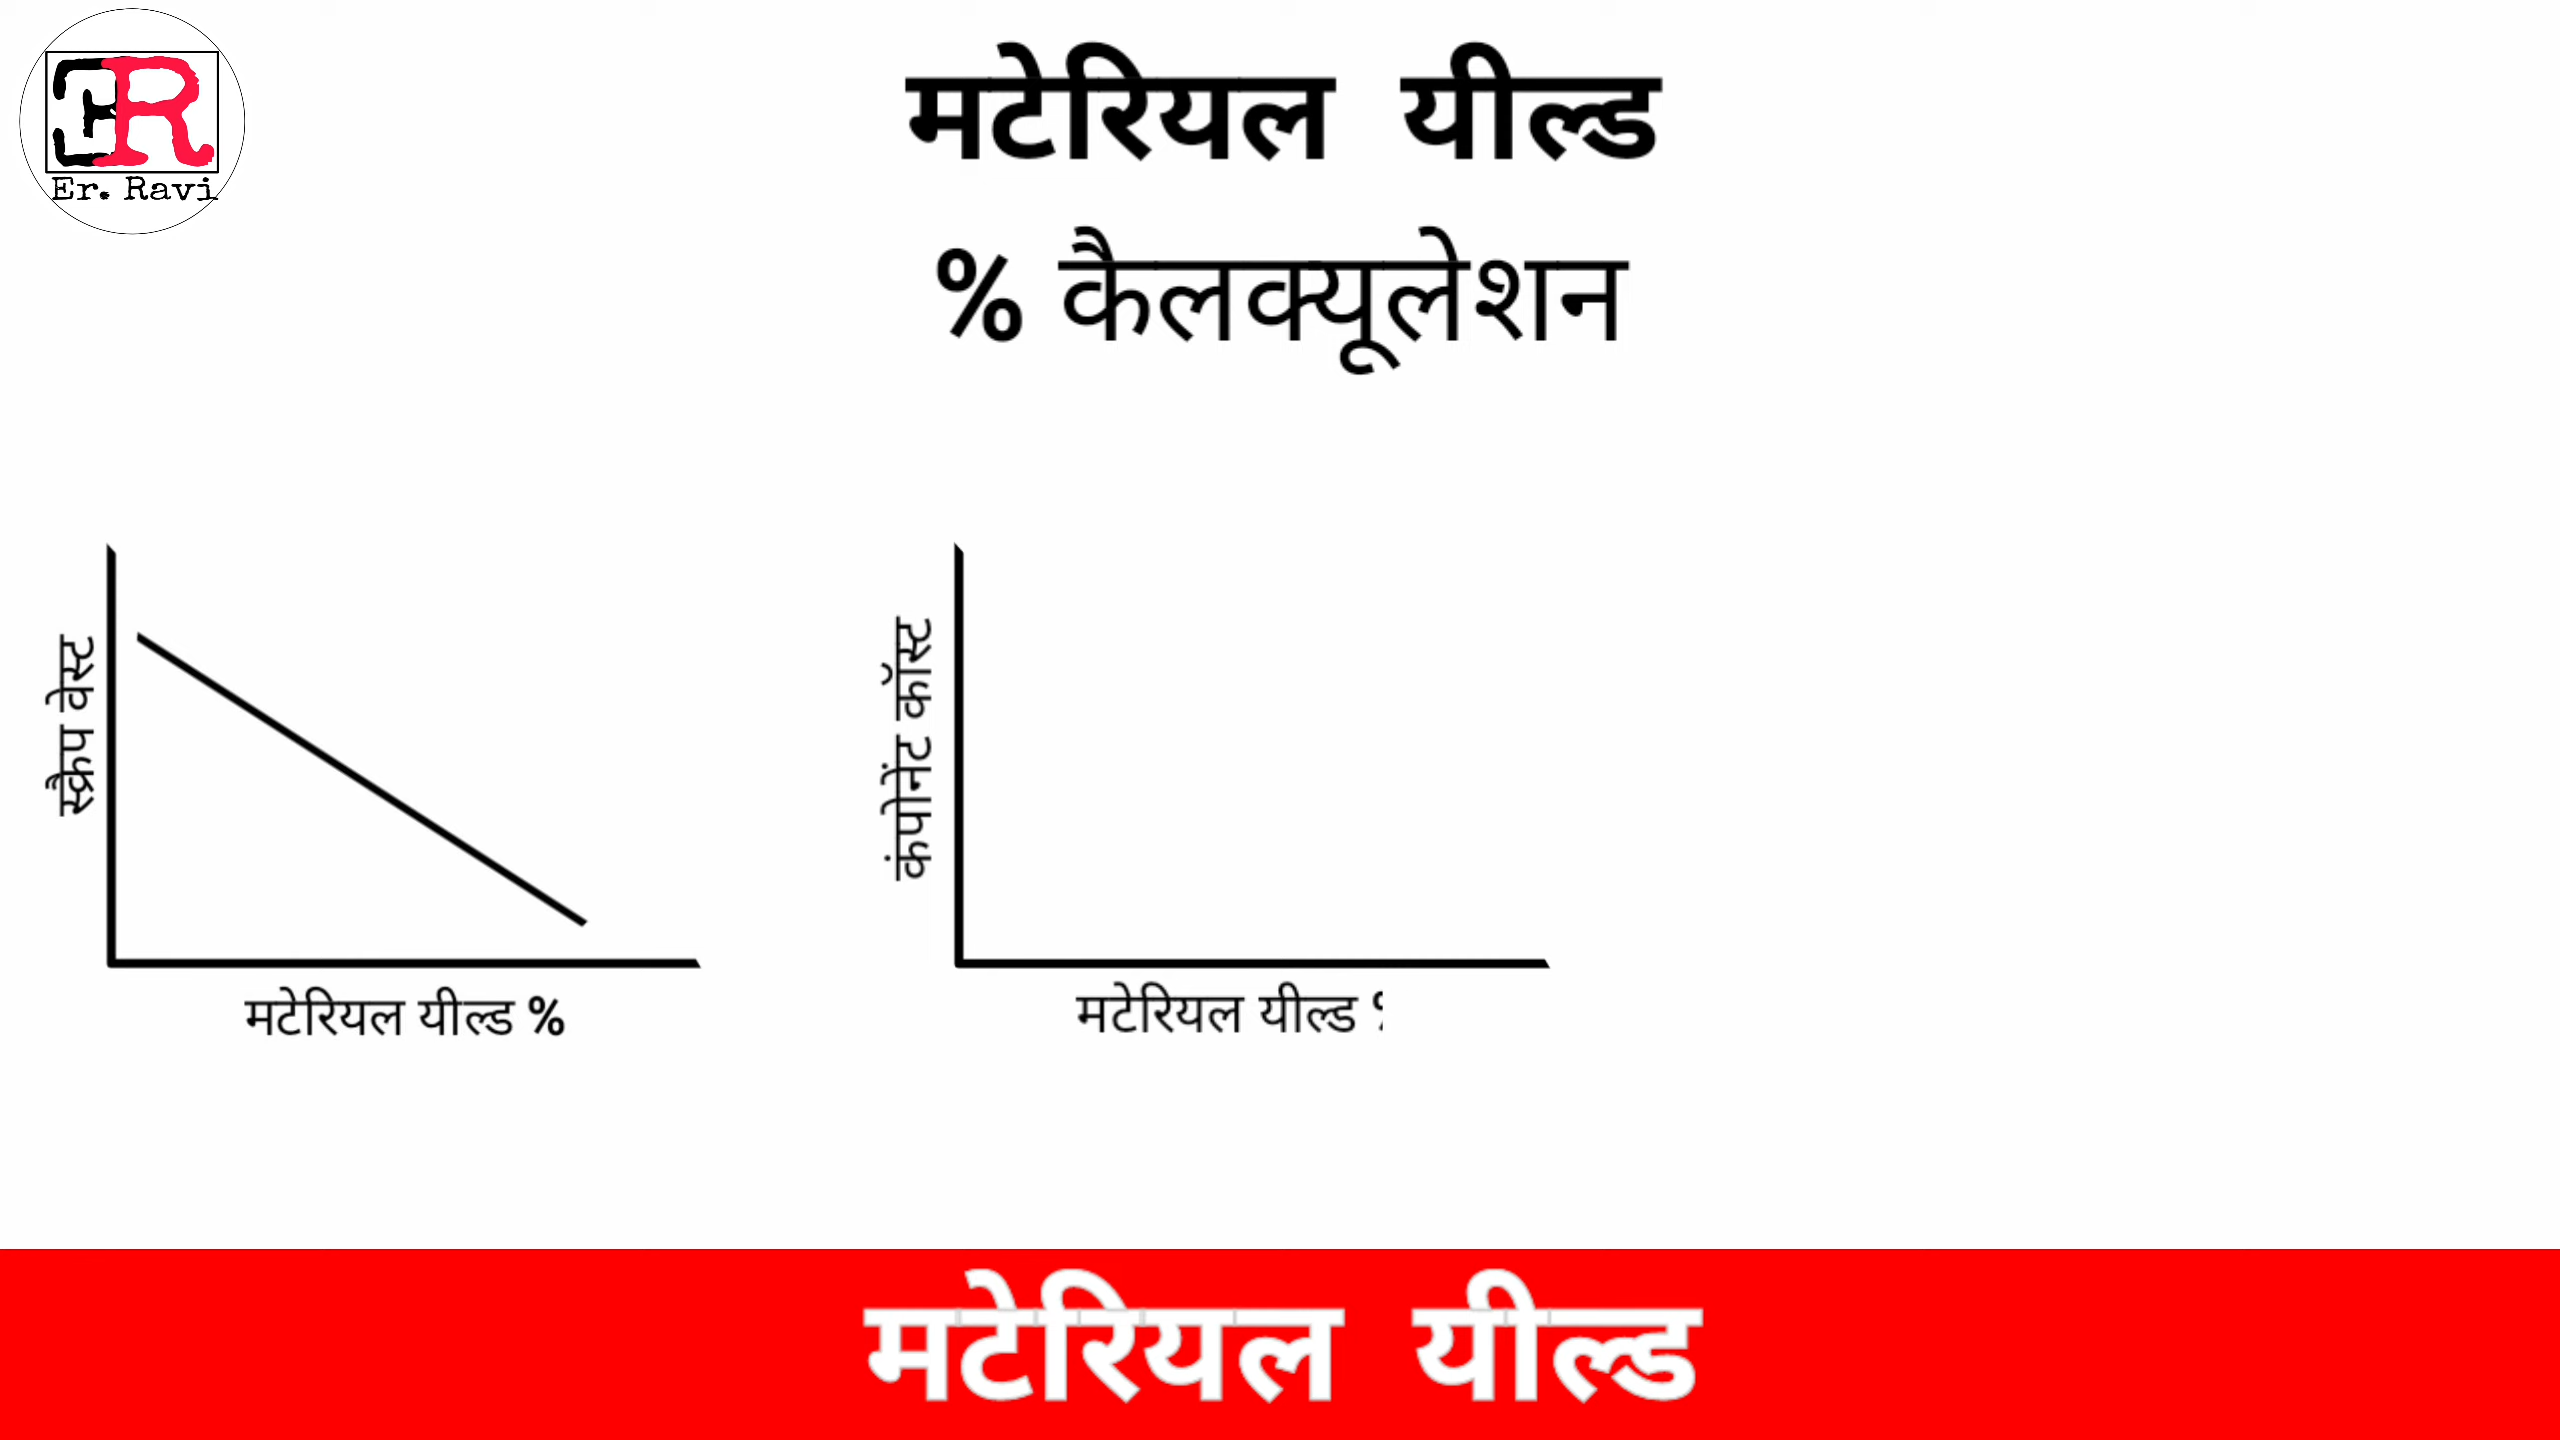 Er. Ravi
मटेरियल यील्ड
% कैलक्यूलेशन
स्क्रैप वेस्ट
मटेरियल यील्ड %
कंपोनेंट कॉस्ट
मटेरियल यील्ड
मटेरियल यील्ड